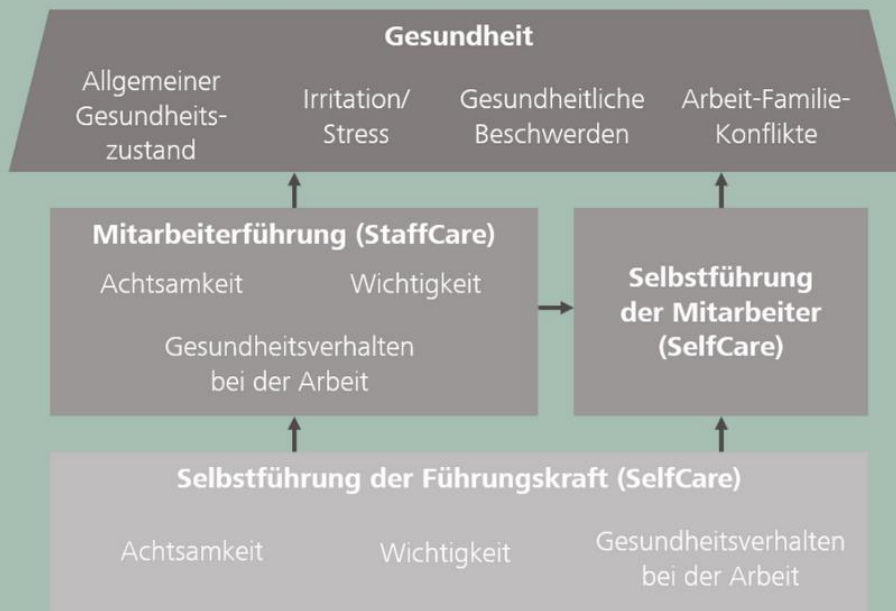 Gesundheit
Allgemeiner
Gesundheits-
zustand
Irritation/
Stress
Gesundheitliche
Beschwerden
Arbeit-Familie-
Konflikte
Mitarbeiterführung (StaffCare)
Achtsamkeit
Wichtigkeit
Gesundheitsverhalten
bei der Arbeit
Selbstführung
der Mitarbeiter
(SelfCare)
Selbstführung der Führungskraft (SelfCare)
Achtsamkeit
Wichtigkeit
Gesundheitsverhalten
bei der Arbeit